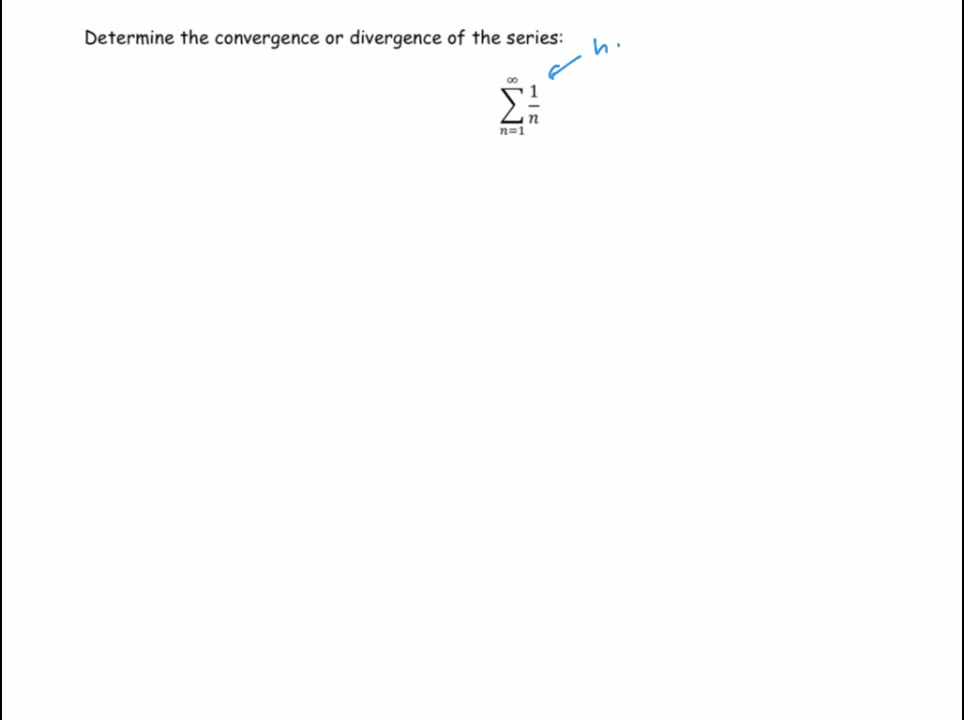 Determine the convergence or divergence of the series:
h.
∞
∑ 1/n
n=1